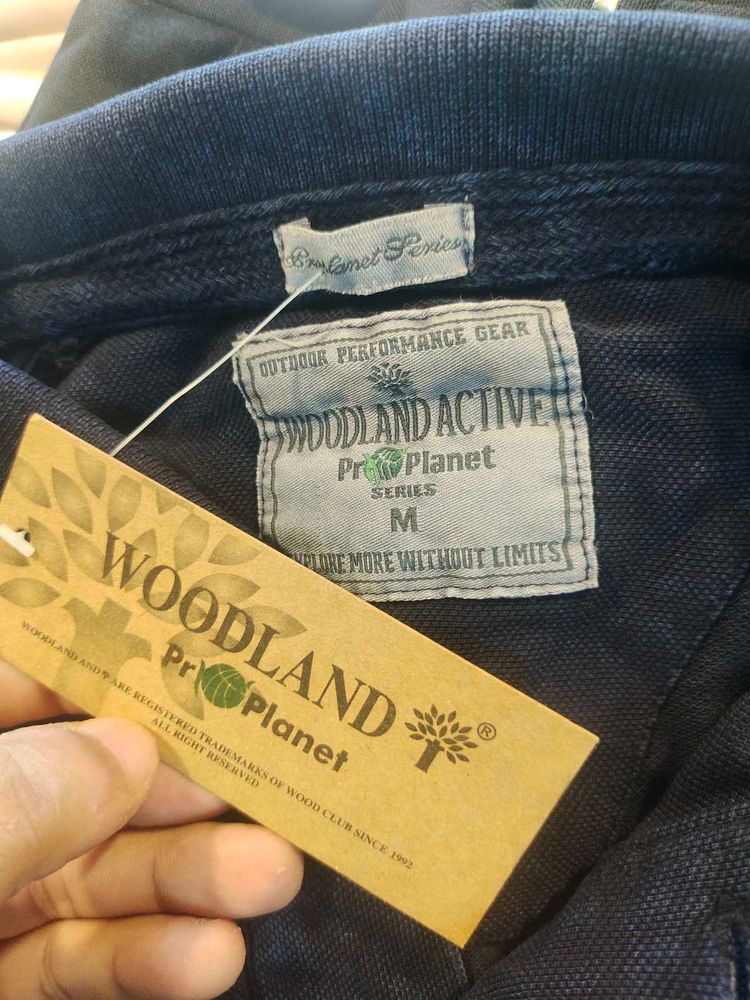 ProPlanet Series
OUTDOOR PERFORMANCE GEAR
WOODLAND ACTIVE
Pr Planet
SERIES
M
MORE WITHOUT LIMITS
WOODLAND ®
Pr Planet
WOODLAND AND ARE REGISTERED TRADEMARKS OF WOOD CLUB SINCE 1992
ALL RIGHT RESERVED